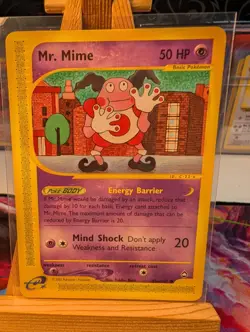 Mr. Mime 50 HP
Basic Pokémon
Poké-BODY Energy Barrier
If Mr. Mime would be damaged by an attack, reduce that
damage by 10 for each basic Energy card attached to
Mr. Mime. The maximum amount of damage that can be
reduced by Energy Barrier is 20.
Mind Shock Don't apply 20
Weakness and Resistance.
weakness resistance retreat cost
e